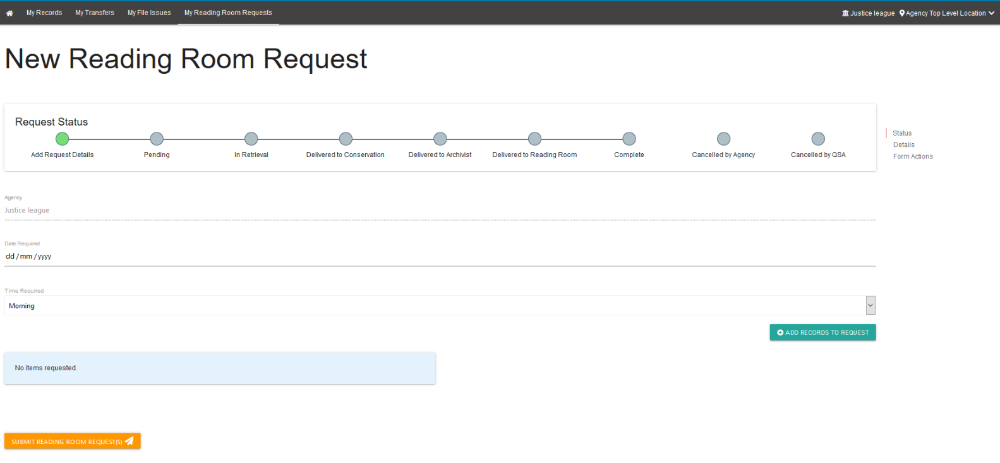 My Records My Transfers My File Issues My Reading Room Requests Justice league Agency Top Level Location
New Reading Room Request
Request Status
Add Request Details Pending In Retrieval Delivered to Conservation Delivered to Archivist Delivered to Reading Room Complete Cancelled by Agency Cancelled by QSA
Status
Details
Form Actions
Agency
Justice league
Date Required
dd/mm/yyyy
Time Required
Morning
ADD RECORDS TO REQUEST
No items requested.
SUBMIT READING ROOM REQUEST(S)